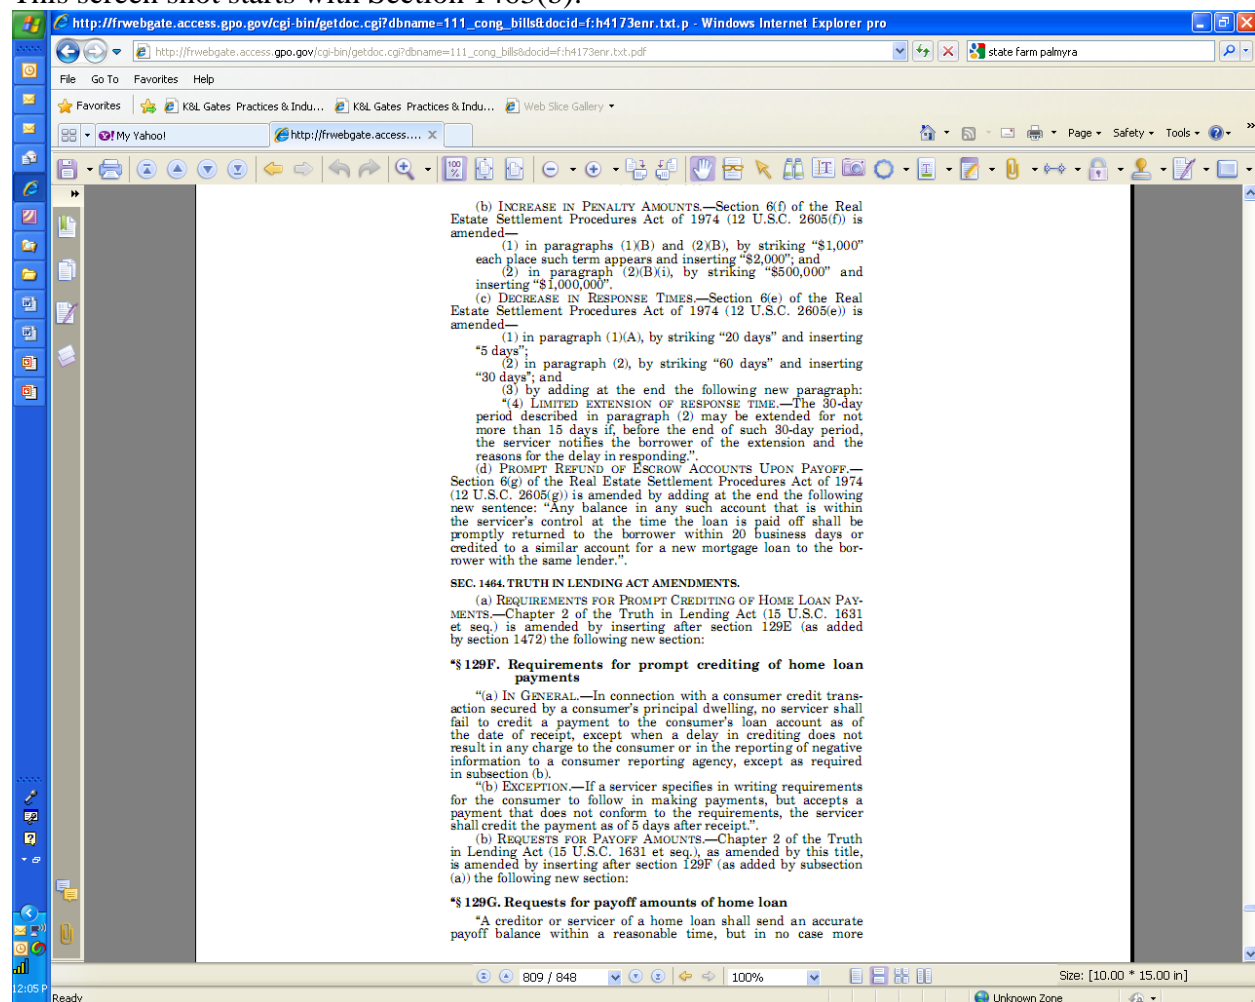 This screen shot starts with Section 1463(b).
http://frwebgate.access.gpo.gov/cgi-bin/getdoc.cgi?dbname=111_cong_bills&docid=f:h4173enr.txt.p - Windows Internet Explorer pro
http://frwebgate.access.gpo.gov/cgi-bin/getdoc.cgi?dbname=111_cong_bills&docid=f:h4173enr.txt.pdf
state farm palmyra
File Go To Favorites Help
Favorites K&L Gates Practices & Indu... K&L Gates Practices & Indu... Web Slice Gallery
My Yahoo! http://frwebgate.access.... X Page Safety Tools
(b) INCREASE IN PENALTY AMOUNTS.—Section 6(f) of the Real
Estate Settlement Procedures Act of 1974 (12 U.S.C. 2605(f)) is
amended—
(1) in paragraphs (1)(B) and (2)(B), by striking “$1,000”
each place such term appears and inserting “$2,000”; and
(2) in paragraph (2)(B)(i), by striking “$500,000” and
inserting “$1,000,000”.
(c) DECREASE IN RESPONSE TIMES.—Section 6(e) of the Real
Estate Settlement Procedures Act of 1974 (12 U.S.C. 2605(e)) is
amended—
(1) in paragraph (1)(A), by striking “20 days” and inserting
“5 days”;
(2) in paragraph (2), by striking “60 days” and inserting
“30 days”; and
(3) by adding at the end the following new paragraph:
“(4) LIMITED EXTENSION OF RESPONSE TIME.—The 30-day
period described in paragraph (2) may be extended for not
more than 15 days if, before the end of such 30-day period,
the servicer notifies the borrower of the extension and the
reasons for the delay in responding.”.
(d) PROMPT REFUND OF ESCROW ACCOUNTS UPON PAYOFF.—
Section 6(g) of the Real Estate Settlement Procedures Act of 1974
(12 U.S.C. 2605(g)) is amended by adding at the end the following
new sentence: “Any balance in any such account that is within
the servicer’s control at the time the loan is paid off shall be
promptly returned to the borrower within 20 business days or
credited to a similar account for a new mortgage loan to the bor-
rower with the same lender.”.
SEC. 1464. TRUTH IN LENDING ACT AMENDMENTS.
(a) REQUIREMENTS FOR PROMPT CREDITING OF HOME LOAN PAY-
MENTS.—Chapter 2 of the Truth in Lending Act (15 U.S.C. 1631
et seq.) is amended by inserting after section 129E (as added
by section 1472) the following new section:
“§ 129F. Requirements for prompt crediting of home loan
payments
“(a) IN GENERAL.—In connection with a consumer credit trans-
action secured by a consumer’s principal dwelling, no servicer shall
fail to credit a payment to the consumer’s loan account as of
the date of receipt, except when a delay in crediting does not
result in any charge to the consumer or in the reporting of negative
information to a consumer reporting agency, except as required
in subsection (b).
“(b) EXCEPTION.—If a servicer specifies in writing requirements
for the consumer to follow in making payments, but accepts a
payment that does not conform to the requirements, the servicer
shall credit the payment as of 5 days after receipt.”.
(b) REQUESTS FOR PAYOFF AMOUNTS.—Chapter 2 of the Truth
in Lending Act (15 U.S.C. 1631 et seq.), as amended by this title,
is amended by inserting after section 129F (as added by subsection
(a)) the following new section:
“§ 129G. Requests for payoff amounts of home loan
“A creditor or servicer of a home loan shall send an accurate
payoff balance within a reasonable time, but in no case more
809 / 848 100% Size: [10.00 * 15.00 in]
12:05 P
Ready Unknown Zone